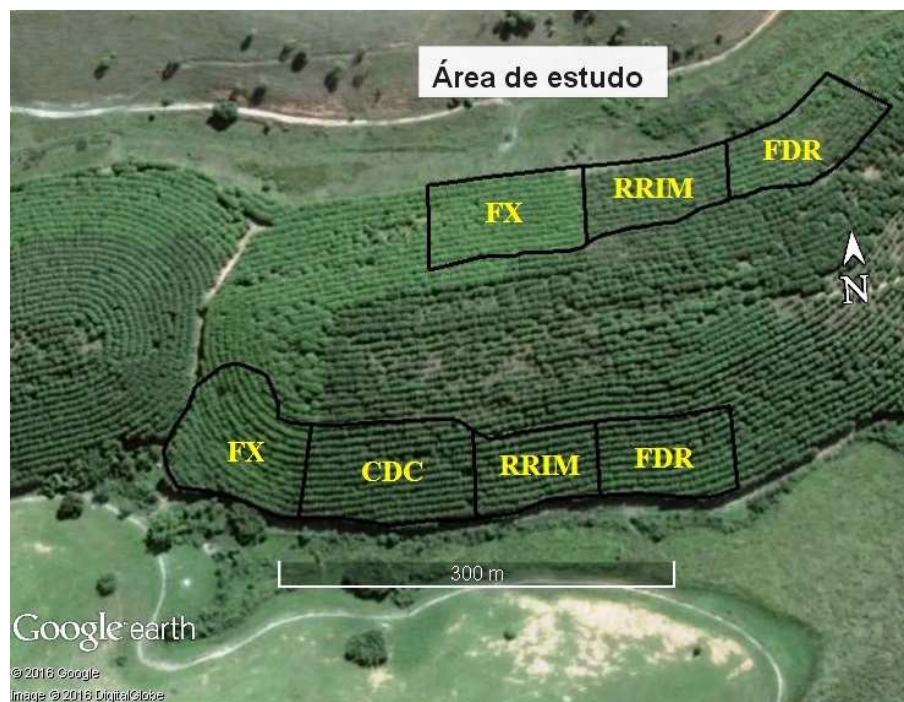 Área de estudo
FDR
RRIM
FX
N
FX
CDC
RRIM
FDR
300 m
Google earth
© 2016 Google
Image © 2016 DigitalGlobe